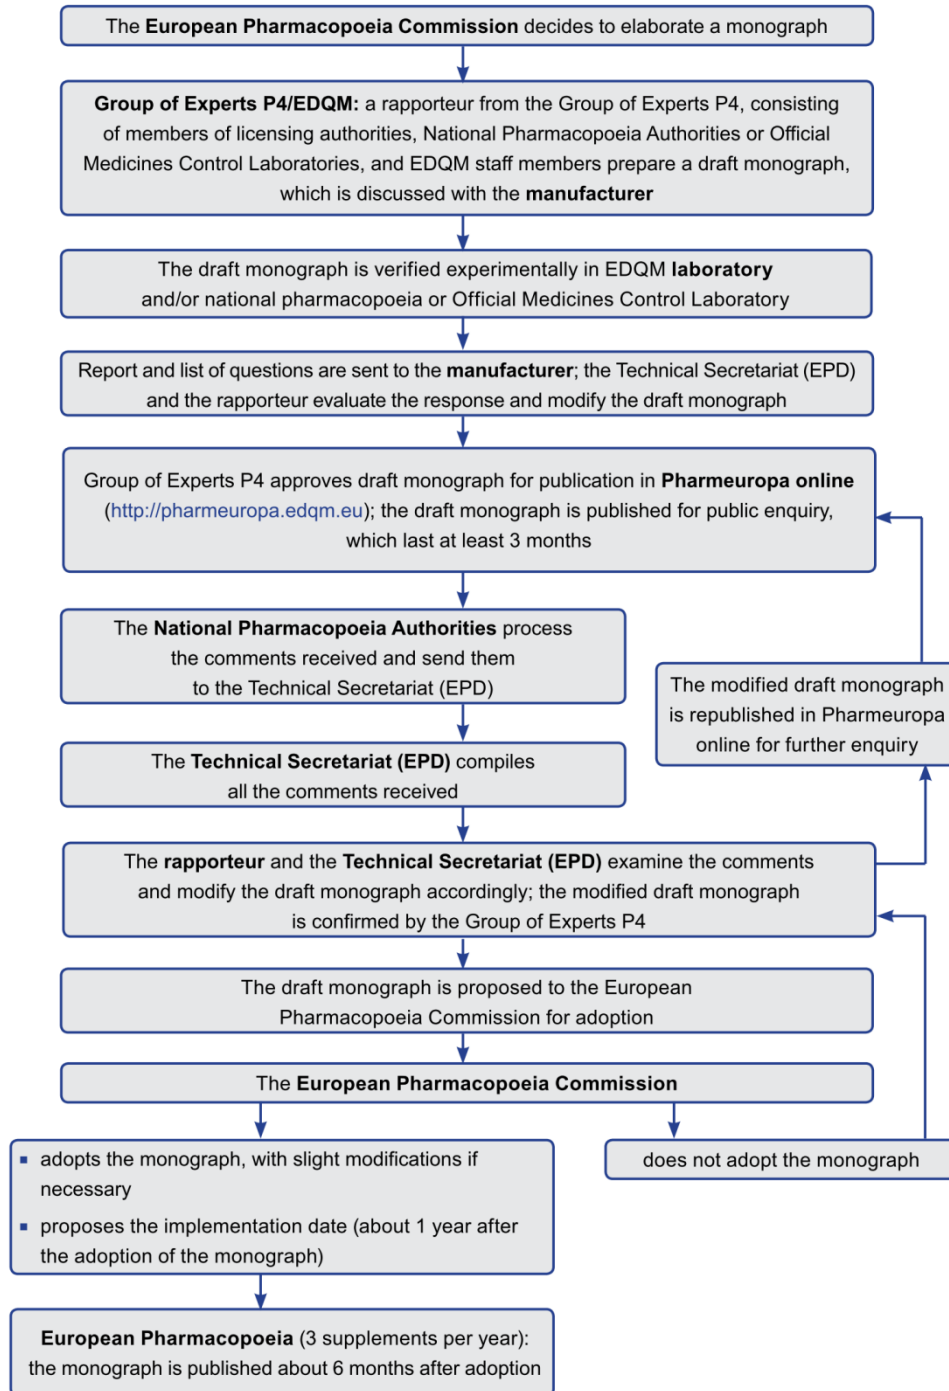 The European Pharmacopoeia Commission decides to elaborate a monograph
Group of Experts P4/EDQM: a rapporteur from the Group of Experts P4, consisting
of members of licensing authorities, National Pharmacopoeia Authorities or Official
Medicines Control Laboratories, and EDQM staff members prepare a draft monograph,
which is discussed with the manufacturer
The draft monograph is verified experimentally in EDQM laboratory
and/or national pharmacopoeia or Official Medicines Control Laboratory
Report and list of questions are sent to the manufacturer; the Technical Secretariat (EPD)
and the rapporteur evaluate the response and modify the draft monograph
Group of Experts P4 approves draft monograph for publication in Pharmeuropa online
(http://pharmeuropa.edqm.eu); the draft monograph is published for public enquiry,
which last at least 3 months
The National Pharmacopoeia Authorities process
the comments received and send them
to the Technical Secretariat (EPD)
The modified draft monograph
is republished in Pharmeuropa
online for further enquiry
The Technical Secretariat (EPD) compiles
all the comments received
The rapporteur and the Technical Secretariat (EPD) examine the comments
and modify the draft monograph accordingly; the modified draft monograph
is confirmed by the Group of Experts P4
The draft monograph is proposed to the European
Pharmacopoeia Commission for adoption
The European Pharmacopoeia Commission
▪ adopts the monograph, with slight modifications if
necessary
▪ proposes the implementation date (about 1 year after
the adoption of the monograph)
does not adopt the monograph
European Pharmacopoeia (3 supplements per year):
the monograph is published about 6 months after adoption